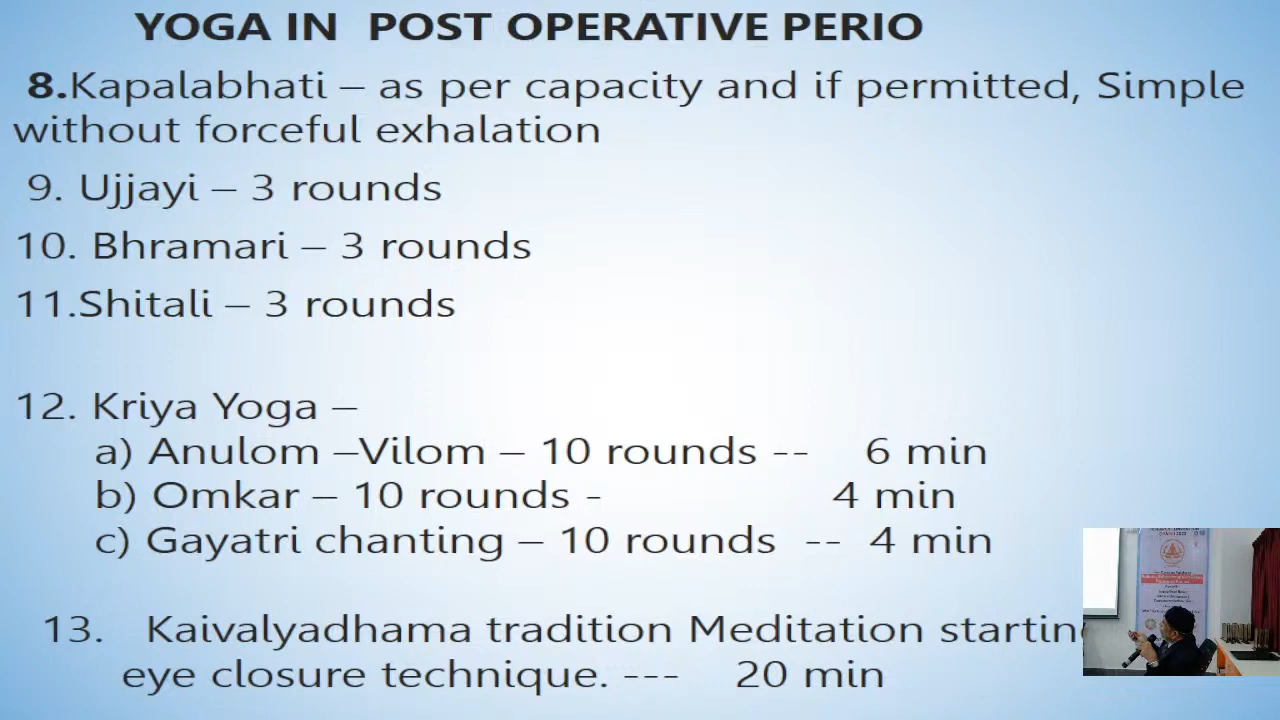 YOGA IN  POST OPERATIVE PERIO
8.Kapalabhati – as per capacity and if permitted, Simple
without forceful exhalation
9. Ujjayi – 3 rounds
10. Bhramari – 3 rounds
11.Shitali – 3 rounds
12. Kriya Yoga –
a) Anulom –Vilom – 10 rounds --    6 min
b) Omkar – 10 rounds -    4 min
c) Gayatri chanting – 10 rounds  --  4 min
13.   Kaivalyadhama tradition Meditation startin
eye closure technique. ---    20 min